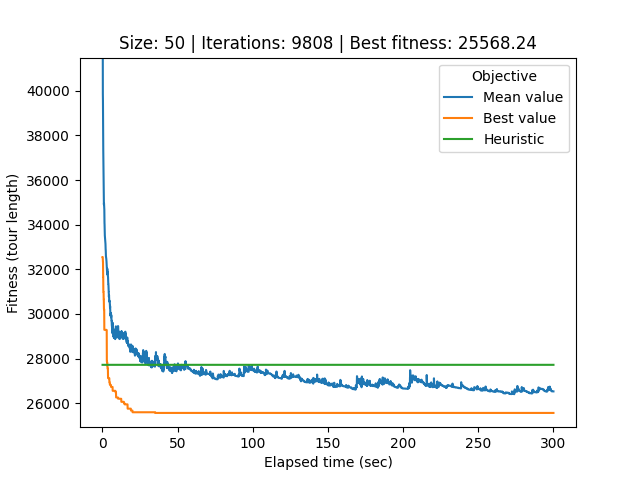 Size: 50 | Iterations: 9808 | Best fitness: 25568.24
Objective
Mean value
Best value
Heuristic
40000
38000
36000
34000
32000
30000
28000
26000
Fitness (tour length)
0 50 100 150 200 250 300
Elapsed time (sec)